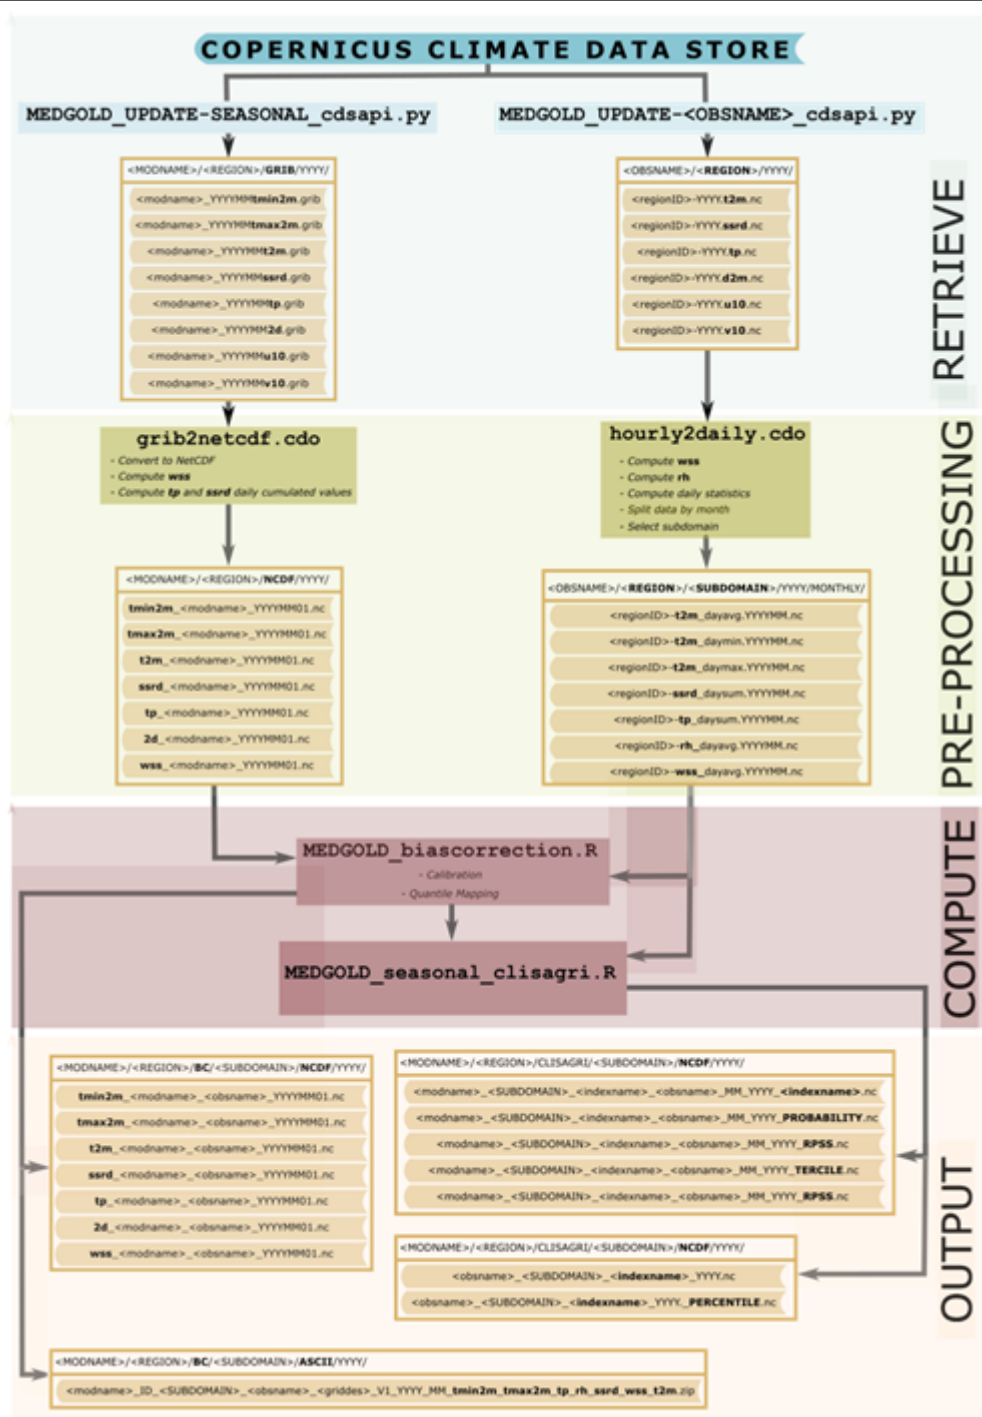 COPERNICUS CLIMATE DATA STORE
MEDGOLD_UPDATE-SEASONAL_cdsapi.py
MEDGOLD_UPDATE-<OBSNAME>_cdsapi.py
<MODNAME>/<REGION>/GRIB/YYYY/
<modname>_YYYYMMtmin2m.grib
<modname>_YYYYMMtmax2m.grib
<modname>_YYYYMMt2m.grib
<modname>_YYYYMMssrd.grib
<modname>_YYYYMMtp.grib
<modname>_YYYYMM2d.grib
<modname>_YYYYMMu10.grib
<modname>_YYYYMMv10.grib
<OBSNAME>/<REGION>/YYYY/
<regionID>-YYYY.t2m.nc
<regionID>-YYYY.ssrd.nc
<regionID>-YYYY.tp.nc
<regionID>-YYYY.d2m.nc
<regionID>-YYYY.u10.nc
<regionID>-YYYY.v10.nc
RETRIEVE
grib2netcdf.cdo
- Convert to NetCDF
- Compute wss
- Compute tp and ssrd daily cumulated values
hourly2daily.cdo
- Compute wss
- Compute rh
- Compute daily statistics
- Split data by month
- Select subdomain
<MODNAME>/<REGION>/NCDF/YYYY/
tmin2m_<modname>_YYYYMM01.nc
tmax2m_<modname>_YYYYMM01.nc
t2m_<modname>_YYYYMM01.nc
ssrd_<modname>_YYYYMM01.nc
tp_<modname>_YYYYMM01.nc
2d_<modname>_YYYYMM01.nc
wss_<modname>_YYYYMM01.nc
<OBSNAME>/<REGION>/<SUBDOMAIN>/YYYY/MONTHLY/
<regionID>-t2m_dayavg.YYYYMM.nc
<regionID>-t2m_daymin.YYYYMM.nc
<regionID>-t2m_daymax.YYYYMM.nc
<regionID>-ssrd_daysum.YYYYMM.nc
<regionID>-tp_daysum.YYYYMM.nc
<regionID>-rh_dayavg.YYYYMM.nc
<regionID>-wss_dayavg.YYYYMM.nc
PRE-PROCESSING
MEDGOLD_biascorrection.R
- Calibration
- Quantile Mapping
MEDGOLD_seasonal_clisagri.R
COMPUTE
<MODNAME>/<REGION>/BC/<SUBDOMAIN>/NCDF/YYYY/
tmin2m_<modname>_<obsname>_YYYYMM01.nc
tmax2m_<modname>_<obsname>_YYYYMM01.nc
t2m_<modname>_<obsname>_YYYYMM01.nc
ssrd_<modname>_<obsname>_YYYYMM01.nc
tp_<modname>_<obsname>_YYYYMM01.nc
2d_<modname>_<obsname>_YYYYMM01.nc
wss_<modname>_<obsname>_YYYYMM01.nc
<MODNAME>/<REGION>/CLISAGRI/<SUBDOMAIN>/NCDF/YYYY/
<modname>_<SUBDOMAIN>_<indexname>_<obsname>_MM_YYYY_<indexname>.nc
<modname>_<SUBDOMAIN>_<indexname>_<obsname>_MM_YYYY_PROBABILITY.nc
<modname>_<SUBDOMAIN>_<indexname>_<obsname>_MM_YYYY_RPSS.nc
<modname>_<SUBDOMAIN>_<indexname>_<obsname>_MM_YYYY_TERCILE.nc
<modname>_<SUBDOMAIN>_<indexname>_<obsname>_MM_YYYY_RPSS.nc
<MODNAME>/<REGION>/CLISAGRI/<SUBDOMAIN>/NCDF/YYYY/
<obsname>_<SUBDOMAIN>_<indexname>_YYYY.nc
<obsname>_<SUBDOMAIN>_<indexname>_YYYY._PERCENTILE.nc
<MODNAME>/<REGION>/BC/<SUBDOMAIN>/ASCII/YYYY/
<modname>_ID_<SUBDOMAIN>_<obsname>_<griddes>_V1_YYYY_MM_tmin2m_tmax2m_tp_rh_ssrd_wss_t2m.zip
OUTPUT